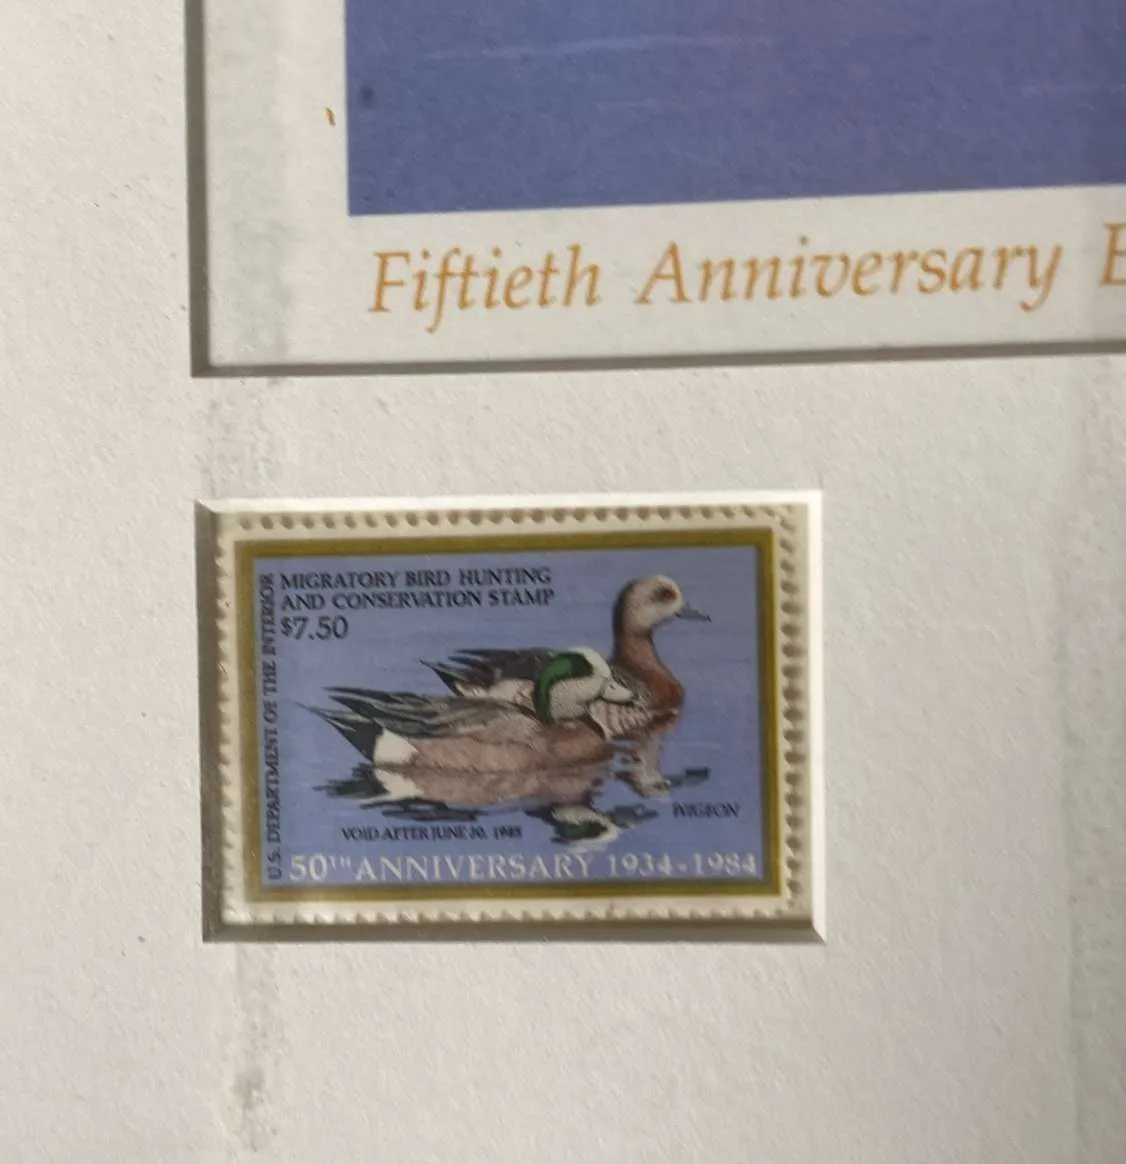 Fiftieth Anniversary E
MIGRATORY BIRD HUNTING
AND CONSERVATION STAMP
$7.50
U.S. DEPARTMENT OF THE INTERIOR
WIGEON
VOID AFTER JUNE 30, 1985
50TH ANNIVERSARY 1934-1984